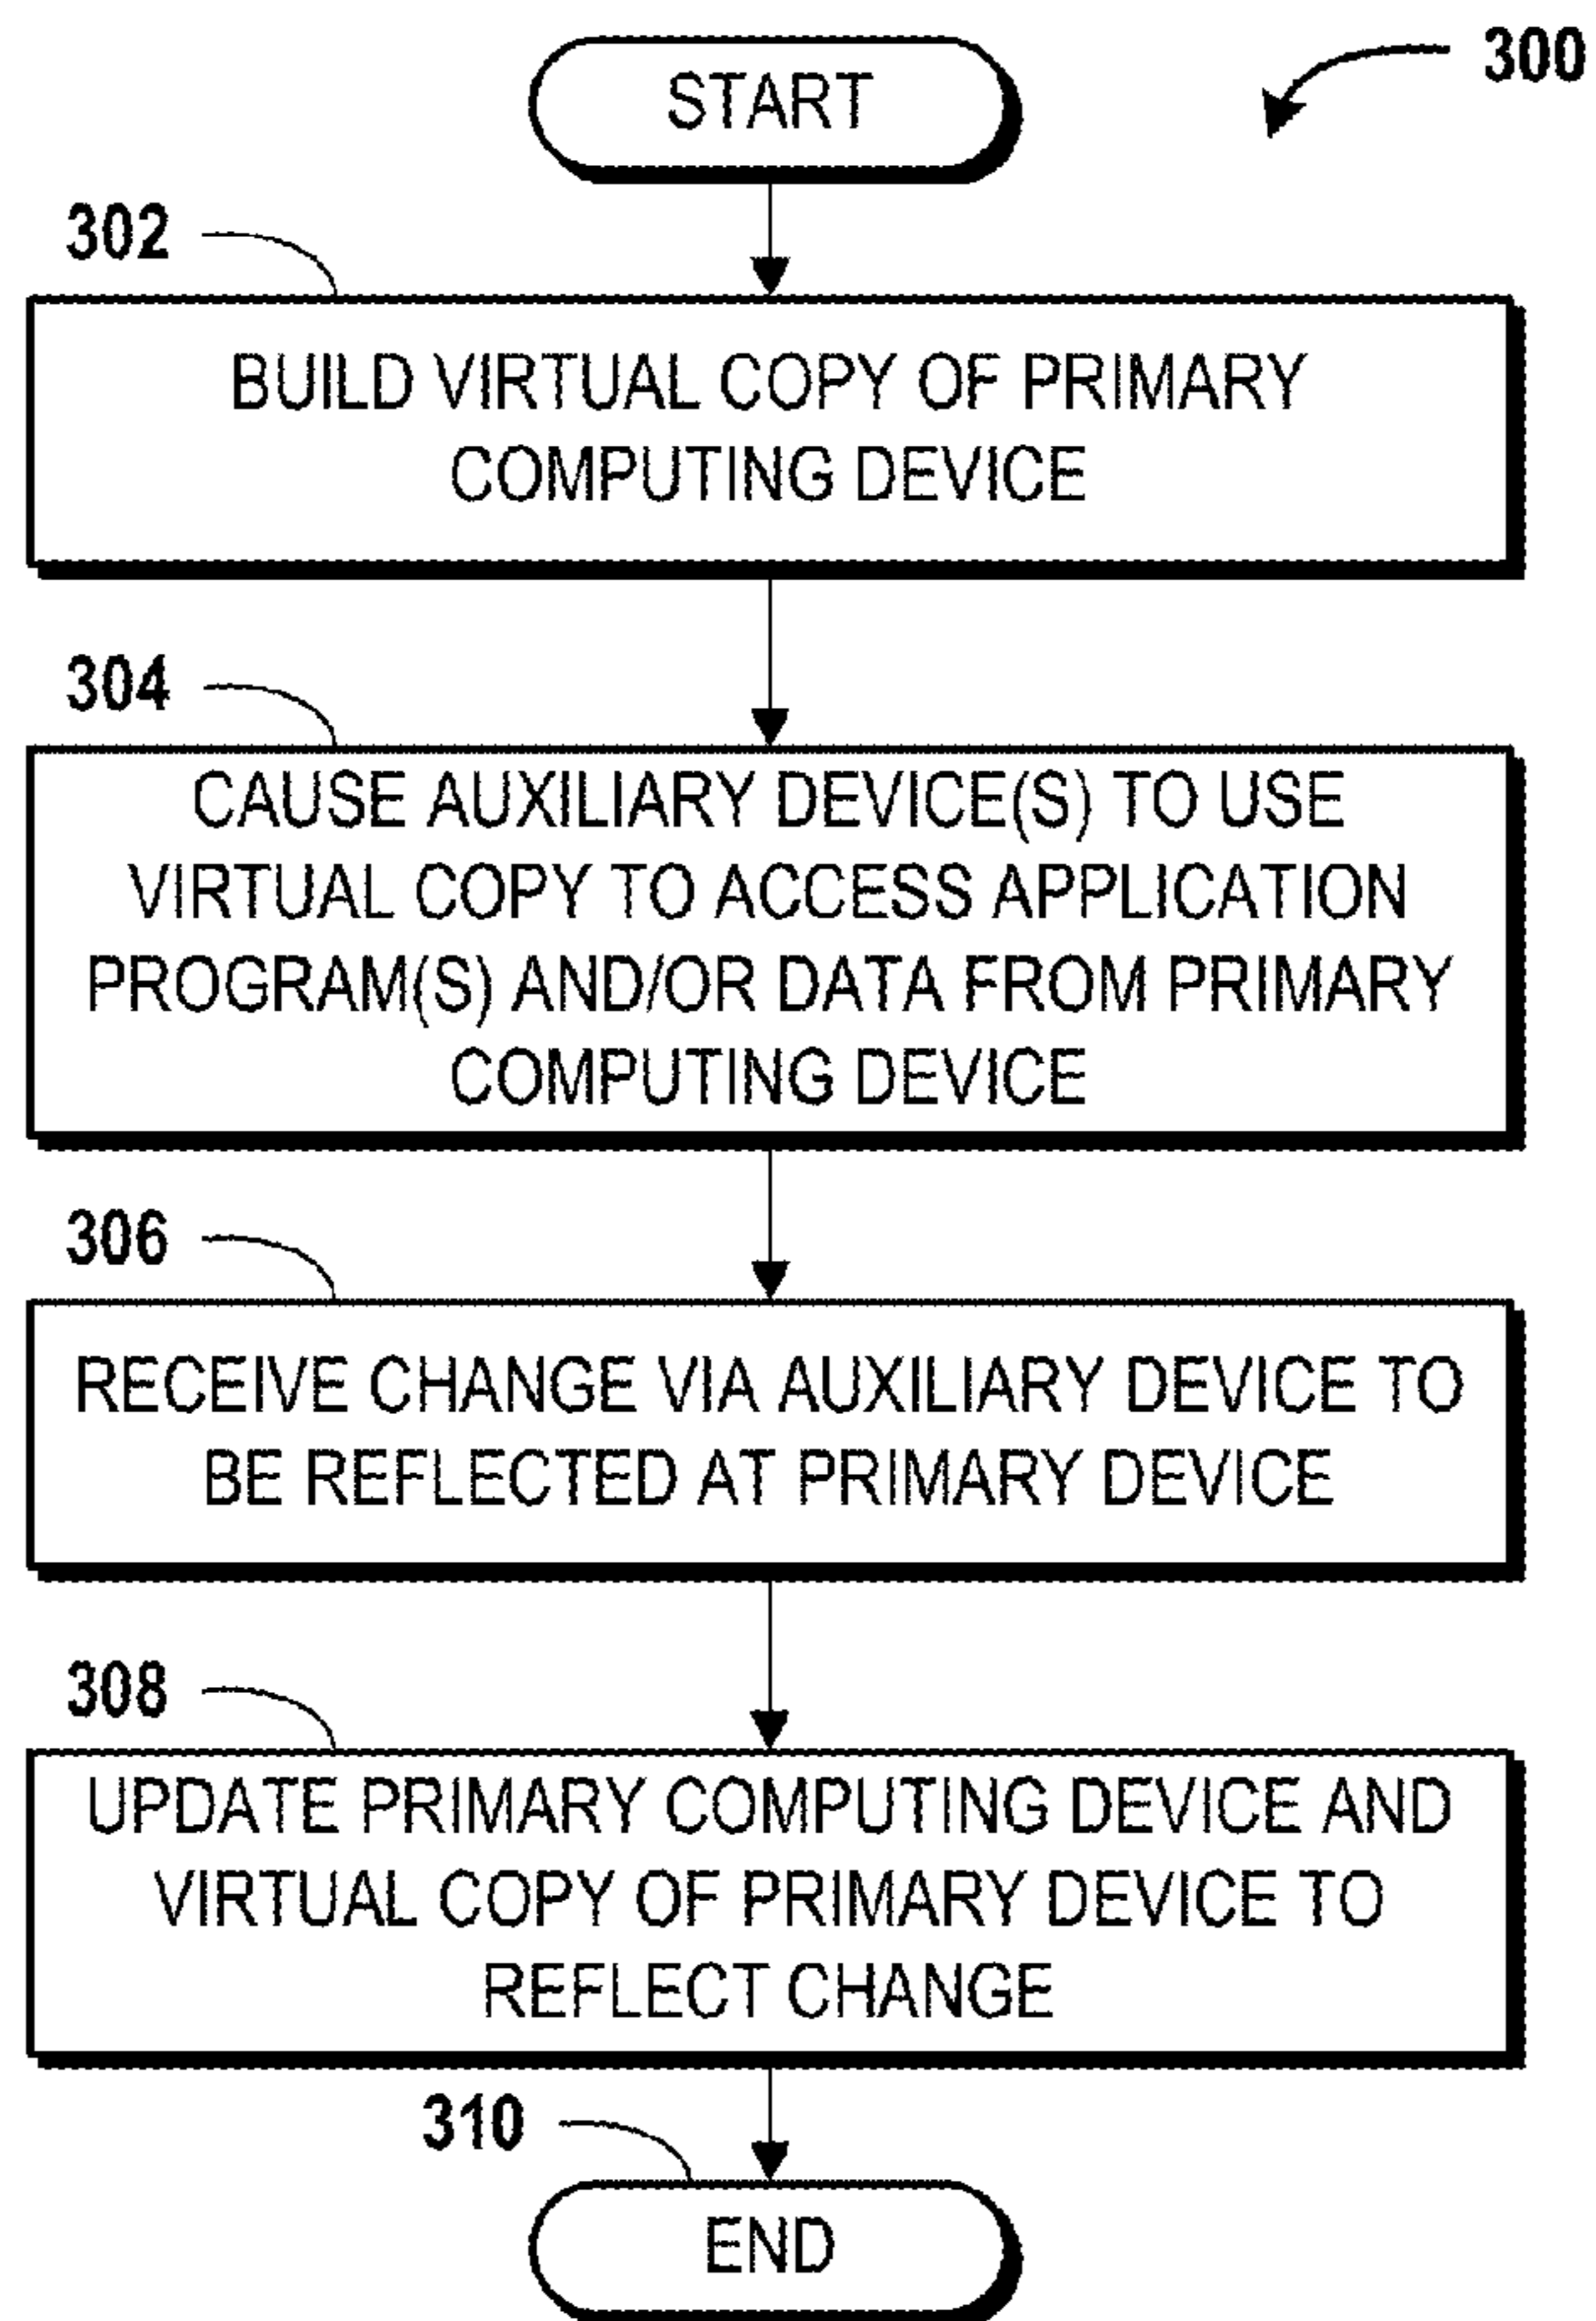 START
300
302
BUILD VIRTUAL COPY OF PRIMARY
COMPUTING DEVICE
304
CAUSE AUXILIARY DEVICE(S) TO USE
VIRTUAL COPY TO ACCESS APPLICATION
PROGRAM(S) AND/OR DATA FROM PRIMARY
COMPUTING DEVICE
306
RECEIVE CHANGE VIA AUXILIARY DEVICE TO
BE REFLECTED AT PRIMARY DEVICE
308
UPDATE PRIMARY COMPUTING DEVICE AND
VIRTUAL COPY OF PRIMARY DEVICE TO
REFLECT CHANGE
310
END